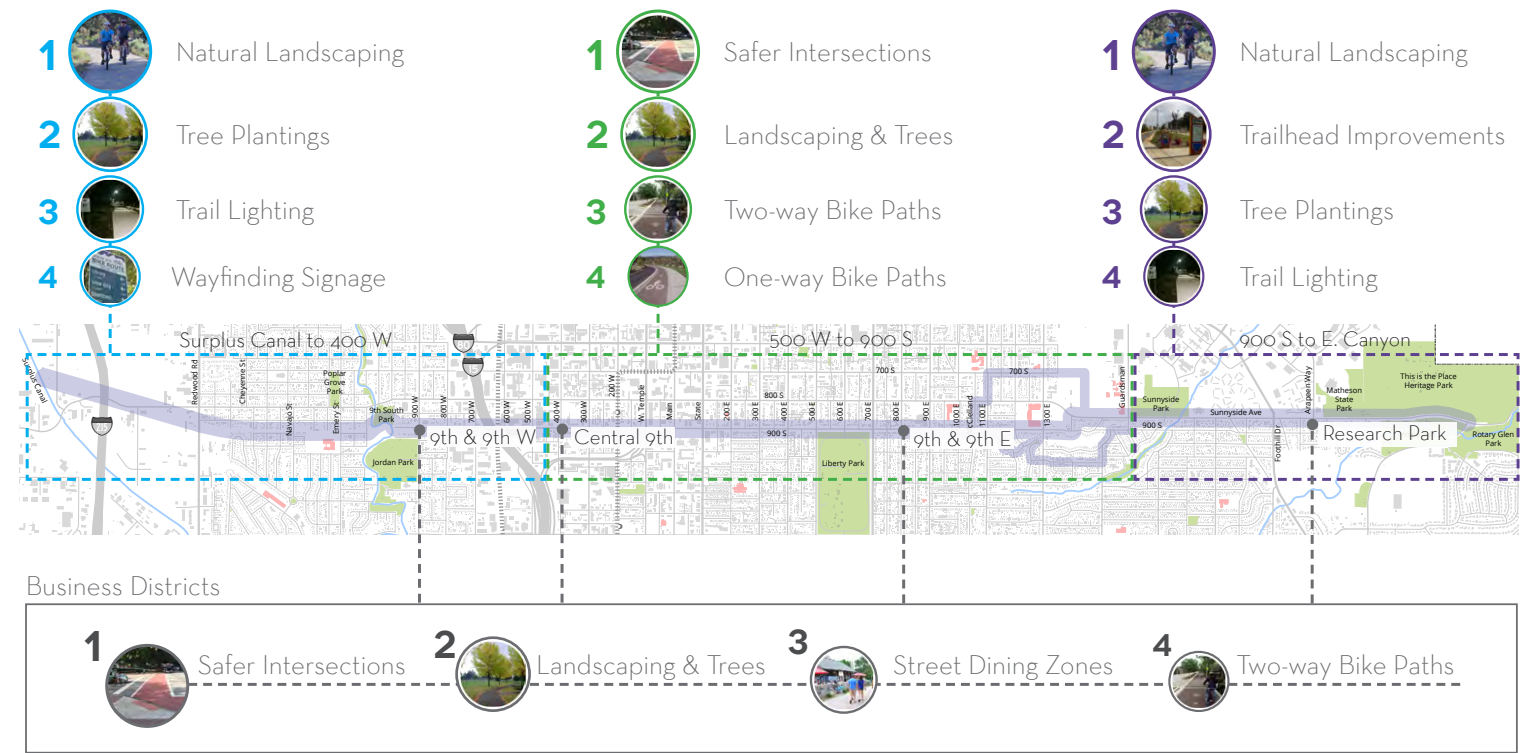 1 Natural Landscaping
2 Tree Plantings
3 Trail Lighting
4 Wayfinding Signage
1 Safer Intersections
2 Landscaping & Trees
3 Two-way Bike Paths
4 One-way Bike Paths
1 Natural Landscaping
2 Trailhead Improvements
3 Tree Plantings
4 Trail Lighting
Surplus Canal to 400 W
500 W to 900 S
900 S to E. Canyon
Surplus Canal
Redwood Rd
Cheyenne St
Navajo St
Emery St
Poplar
Grove
Park
9th South
Park
Jordan Park
900 W
800 W
700 W
600 W
500 W
400 W
300 W
200 W
W. Temple
Main
State
200 E
300 E
400 E
500 E
600 E
700 E
800 E
900 E
1000 E
McClelland
1100 E
1300 E
Guardsman
700 S
700 S
800 S
900 S
900 S
Liberty Park
Sunnyside
Park
Sunnyside Ave
Foothill Dr
Arapeen Way
Matheson
State
Park
This is the Place
Heritage Park
Rotary Glen
Park
9th & 9th W
Central 9th
9th & 9th E
Research Park
Business Districts
1 Safer Intersections
2 Landscaping & Trees
3 Street Dining Zones
4 Two-way Bike Paths